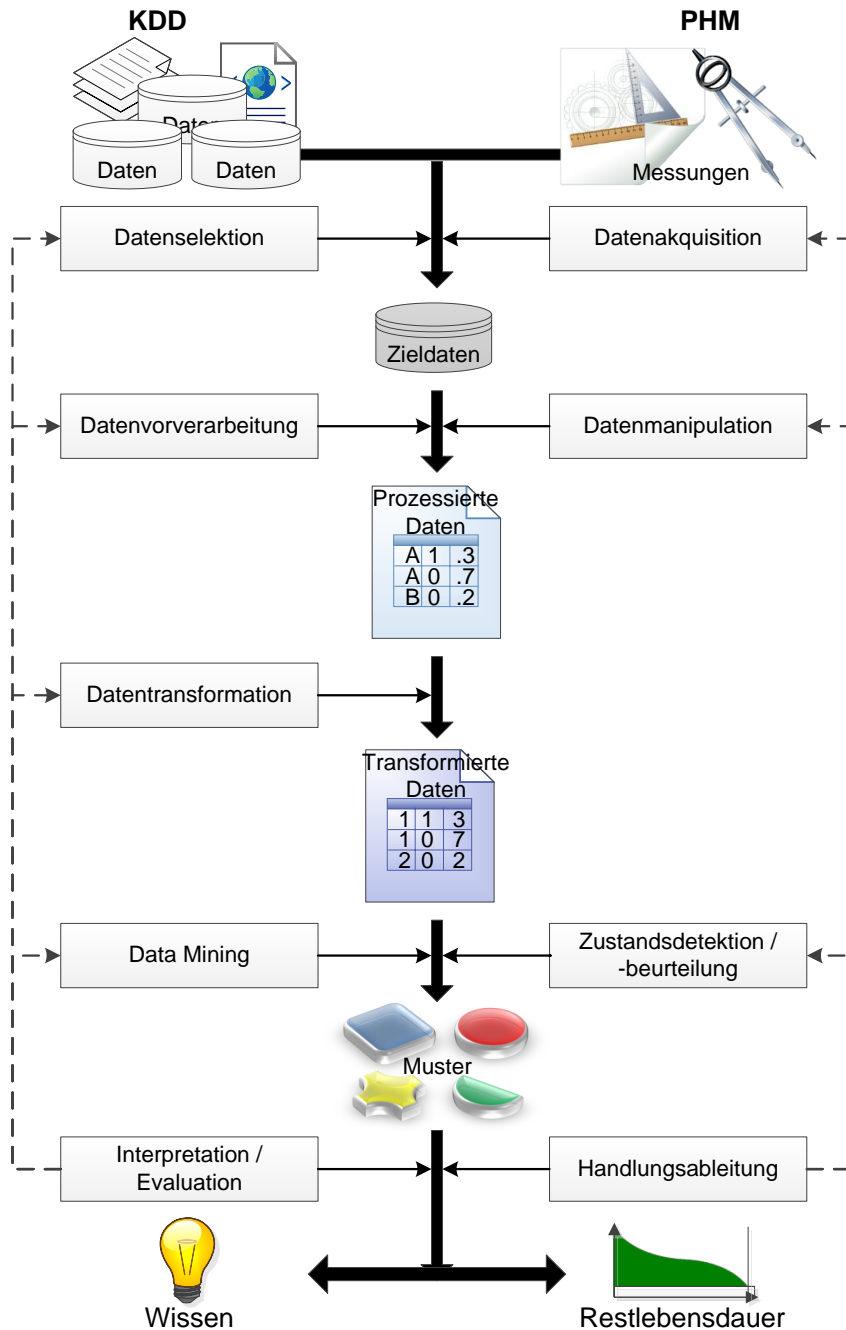 KDD
PHM
Daten
Daten
Daten
Messungen
Datenselektion
Datenakquisition
Zieldaten
Datenvorverarbeitung
Datenmanipulation
Prozessierte
Daten
A 1 .3
A 0 .7
B 0 .2
Datentransformation
Transformierte
Daten
1 1 3
1 0 7
2 0 2
Data Mining
Zustandsdetektion /
-beurteilung
Muster
Interpretation /
Evaluation
Handlungsableitung
Wissen
Restlebensdauer